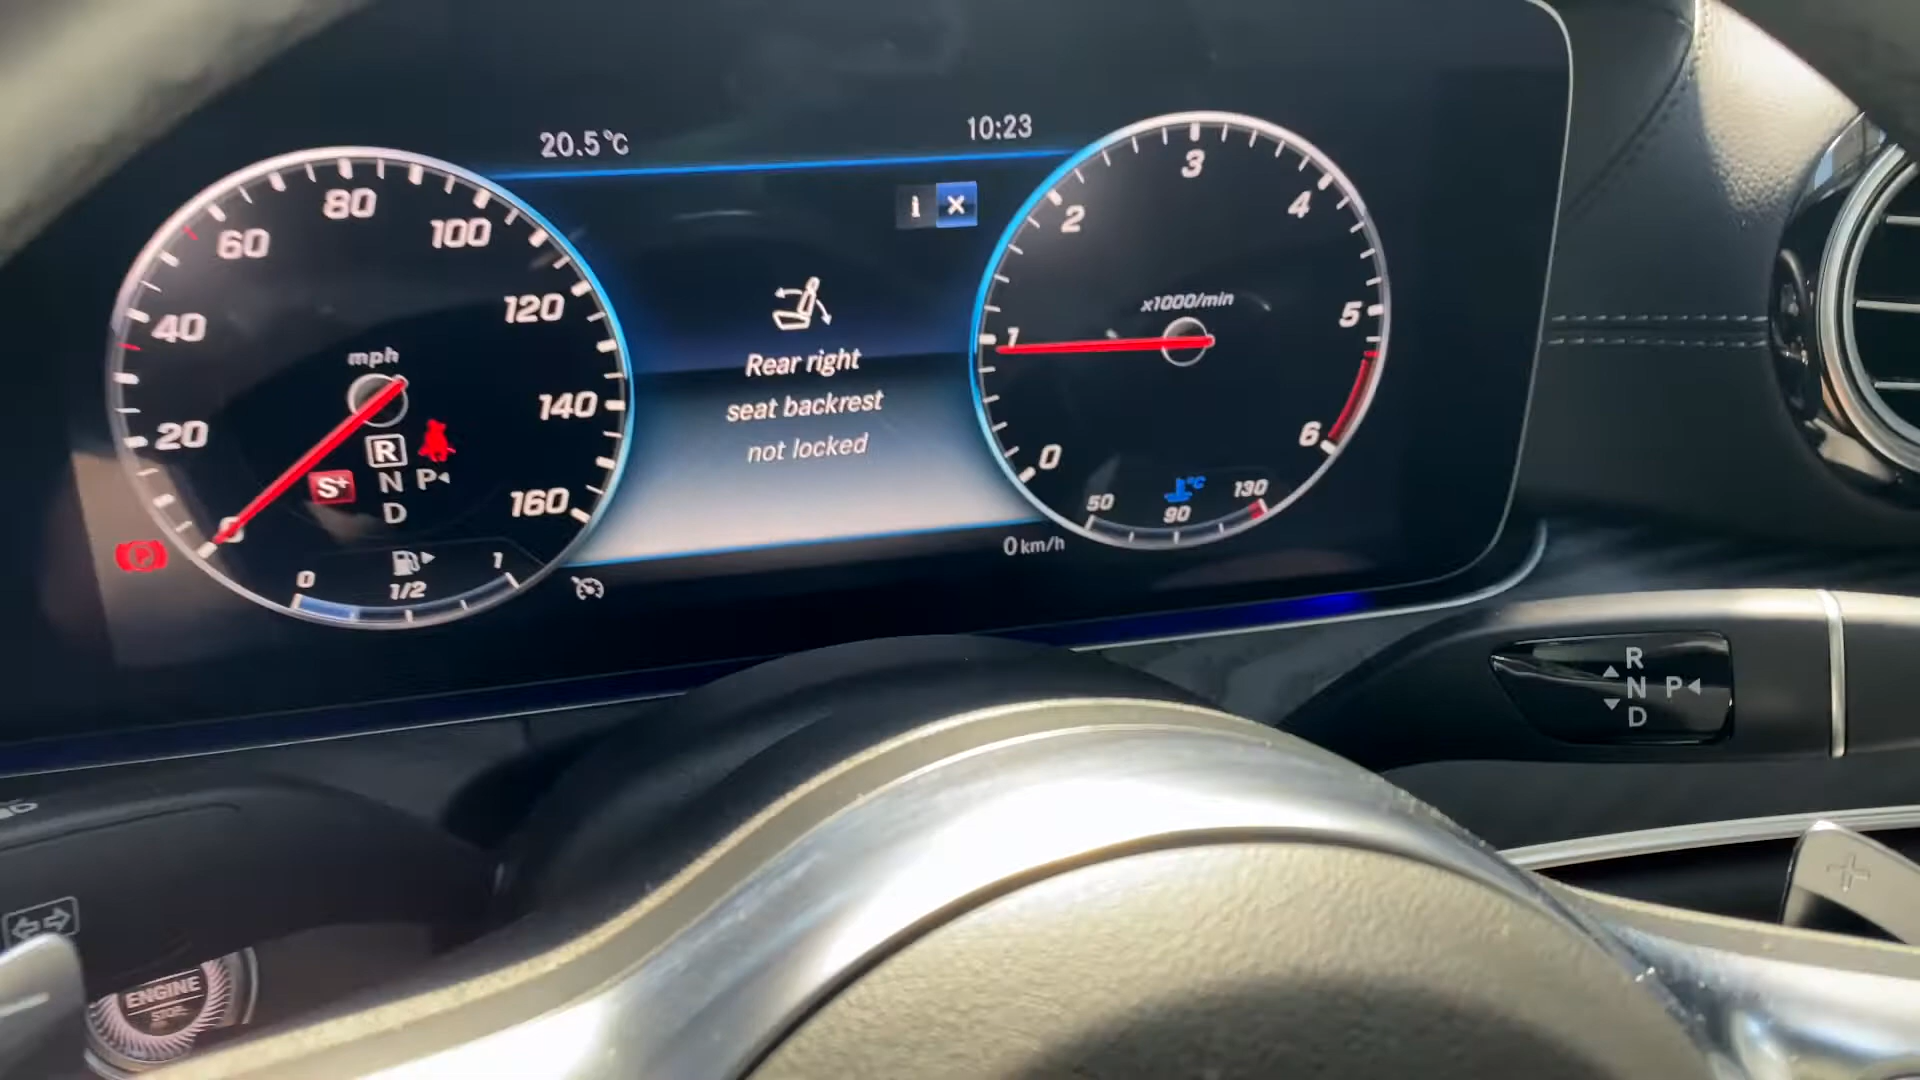 20.5°C
10:23
i ×
80
60
100
40
120
mph
20
140
R
S+
N P
D
160
P
0
0
1/2
1
Rear right
seat backrest
not locked
3
2
4
x1000/min
1
5
0
6
50
°C
90
130
0 km/h
R
N P
D
ENGINE
STOP
+